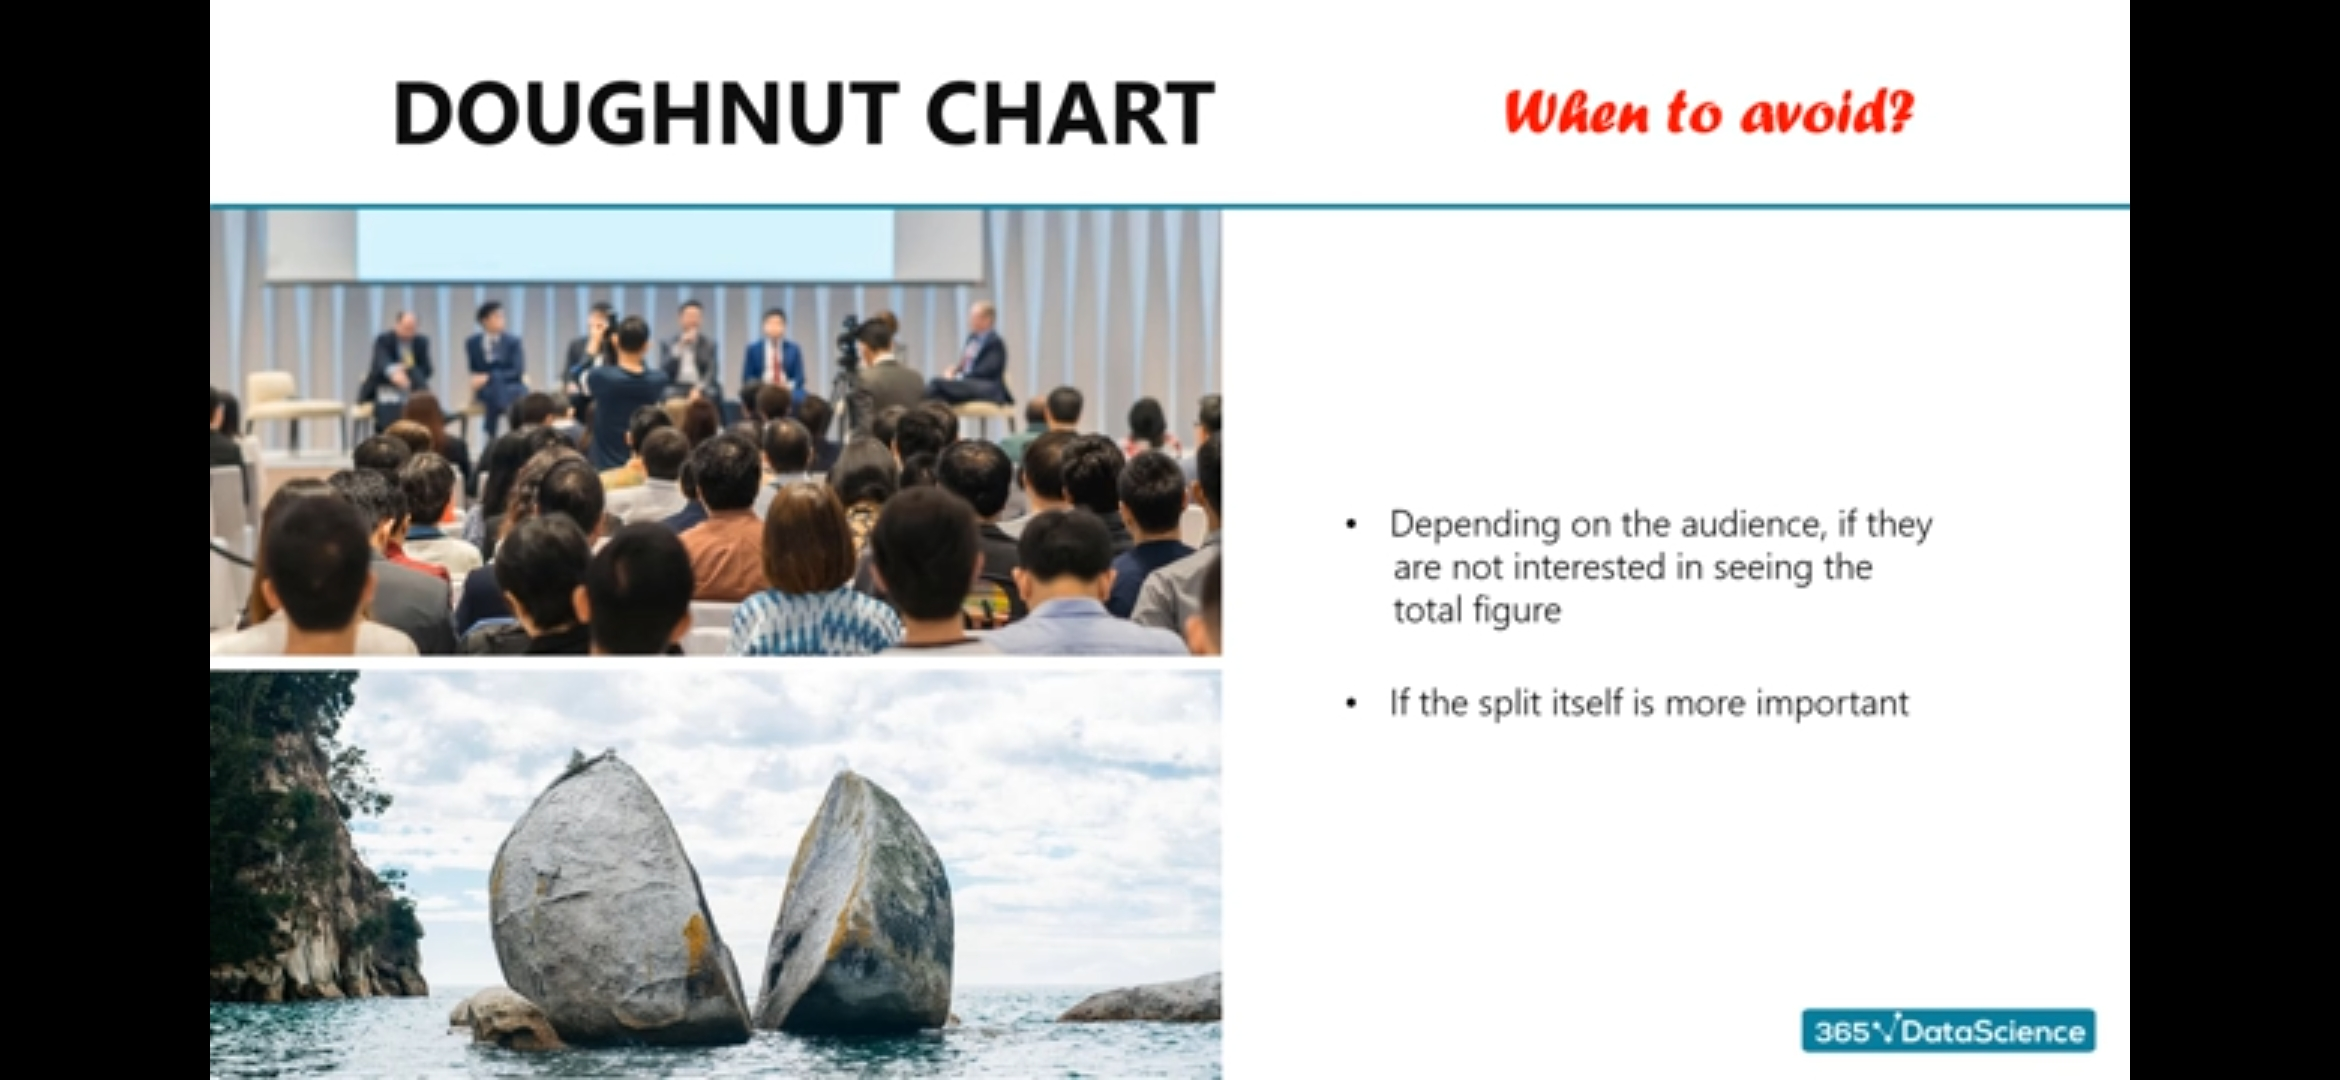 DOUGHNUT CHART
When to avoid?
• Depending on the audience, if they
are not interested in seeing the
total figure
• If the split itself is more important
365 DataScience